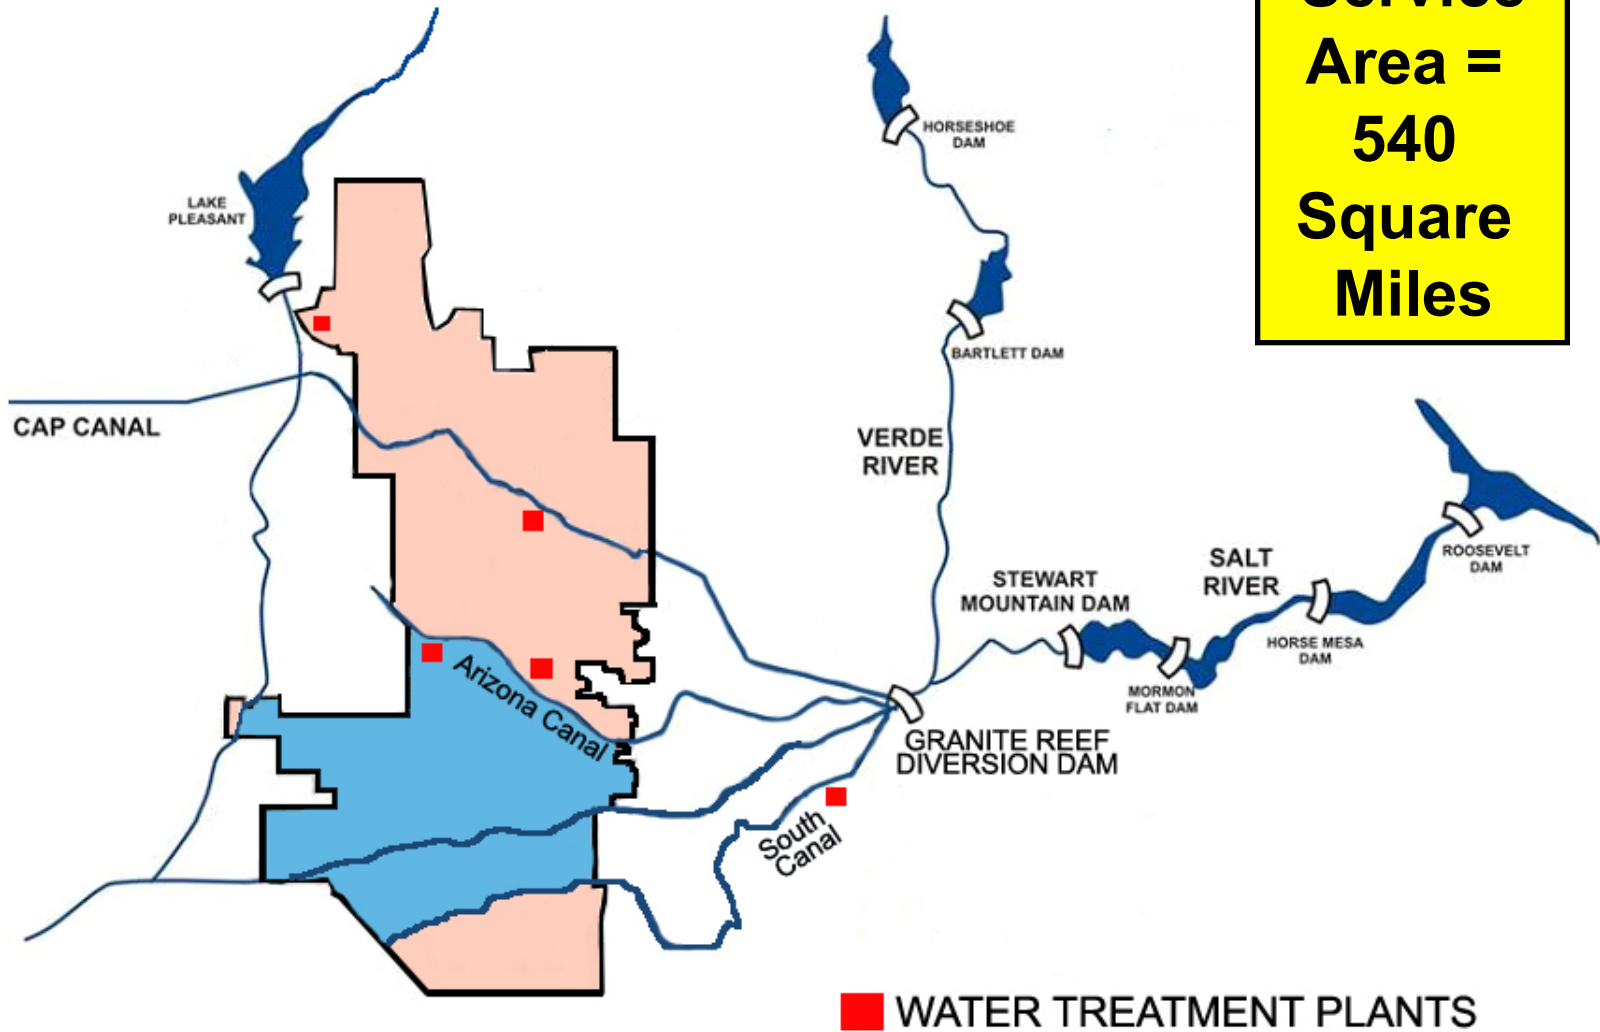 Area =
540
Square
Miles
HORSESHOE
DAM
LAKE
PLEASANT
BARTLETT DAM
CAP CANAL
VERDE
RIVER
ROOSEVELT
DAM
SALT
RIVER
STEWART
MOUNTAIN DAM
HORSE MESA
DAM
MORMON
FLAT DAM
Arizona Canal
GRANITE REEF
DIVERSION DAM
South
Canal
WATER TREATMENT PLANTS